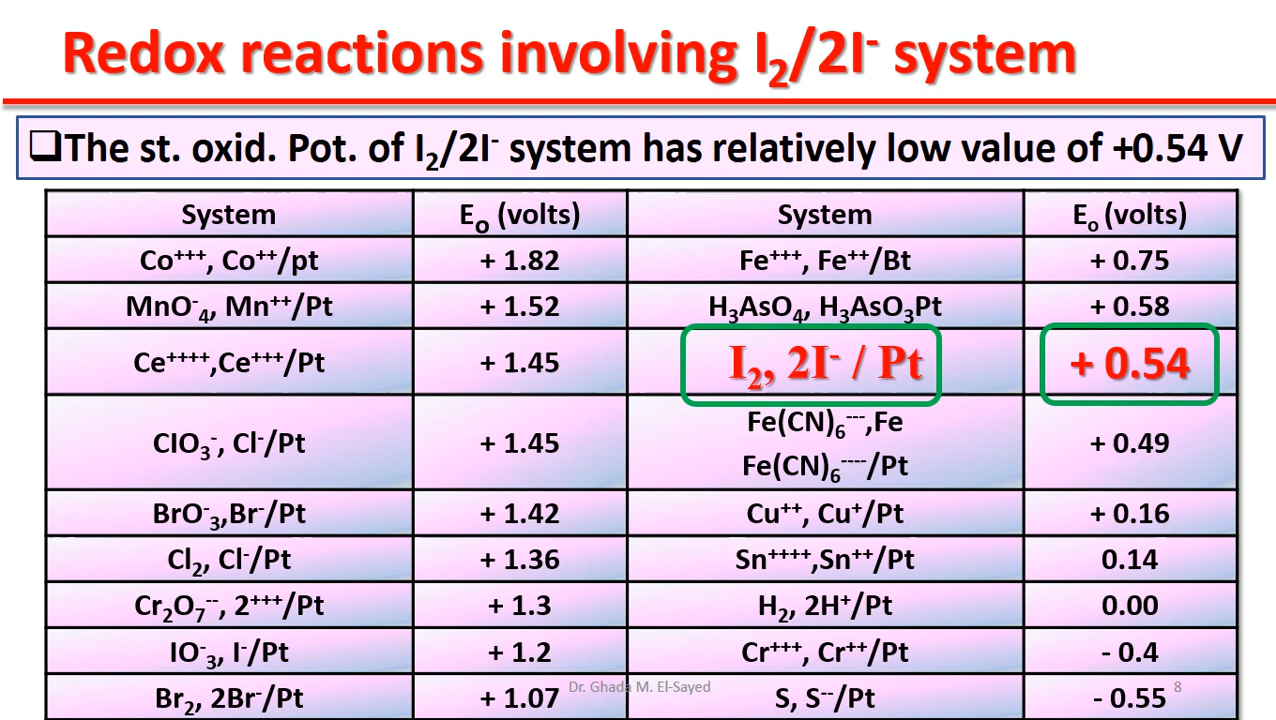 Redox reactions involving I₂/2I⁻ system
❑The st. oxid. Pot. of I₂/2I⁻ system has relatively low value of +0.54 V
System E₀ (volts) System E₀ (volts)
Co⁺⁺⁺, Co⁺⁺/pt + 1.82 Fe⁺⁺⁺, Fe⁺⁺/Bt + 0.75
MnO⁻₄, Mn⁺⁺/Pt + 1.52 H₃AsO₄, H₃AsO₃Pt + 0.58
Ce⁺⁺⁺⁺,Ce⁺⁺⁺/Pt + 1.45 I₂, 2I⁻ / Pt + 0.54
ClO₃⁻, Cl⁻/Pt + 1.45 Fe(CN)₆⁻⁻⁻,Fe
Fe(CN)₆⁻⁻⁻⁻/Pt + 0.49
BrO⁻₃,Br⁻/Pt + 1.42 Cu⁺⁺, Cu⁺/Pt + 0.16
Cl₂, Cl⁻/Pt + 1.36 Sn⁺⁺⁺⁺,Sn⁺⁺/Pt 0.14
Cr₂O₇⁻⁻, 2⁺⁺⁺/Pt + 1.3 H₂, 2H⁺/Pt 0.00
IO⁻₃, I⁻/Pt + 1.2 Cr⁺⁺⁺, Cr⁺⁺/Pt - 0.4
Br₂, 2Br⁻/Pt + 1.07 S, S⁻⁻/Pt - 0.55
Dr. Ghada M. El-Sayed 8